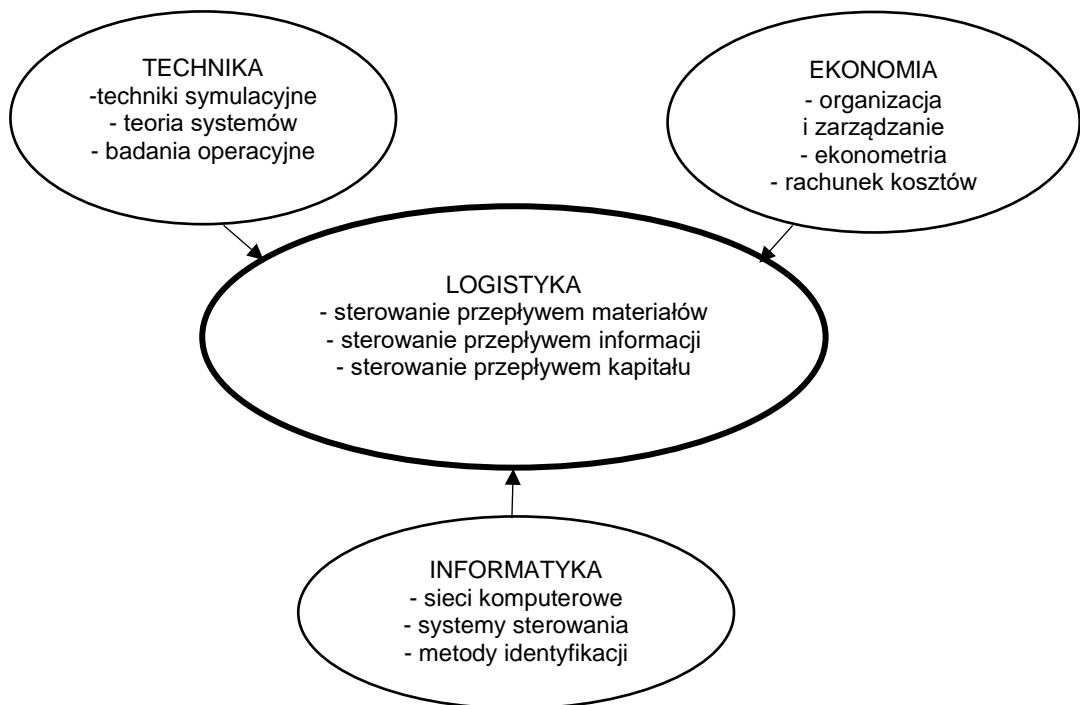 TECHNIKA
-techniki symulacyjne
- teoria systemów
- badania operacyjne
EKONOMIA
- organizacja
i zarządzanie
- ekonometria
- rachunek kosztów
LOGISTYKA
- sterowanie przepływem materiałów
- sterowanie przepływem informacji
- sterowanie przepływem kapitału
INFORMATYKA
- sieci komputerowe
- systemy sterowania
- metody identyfikacji